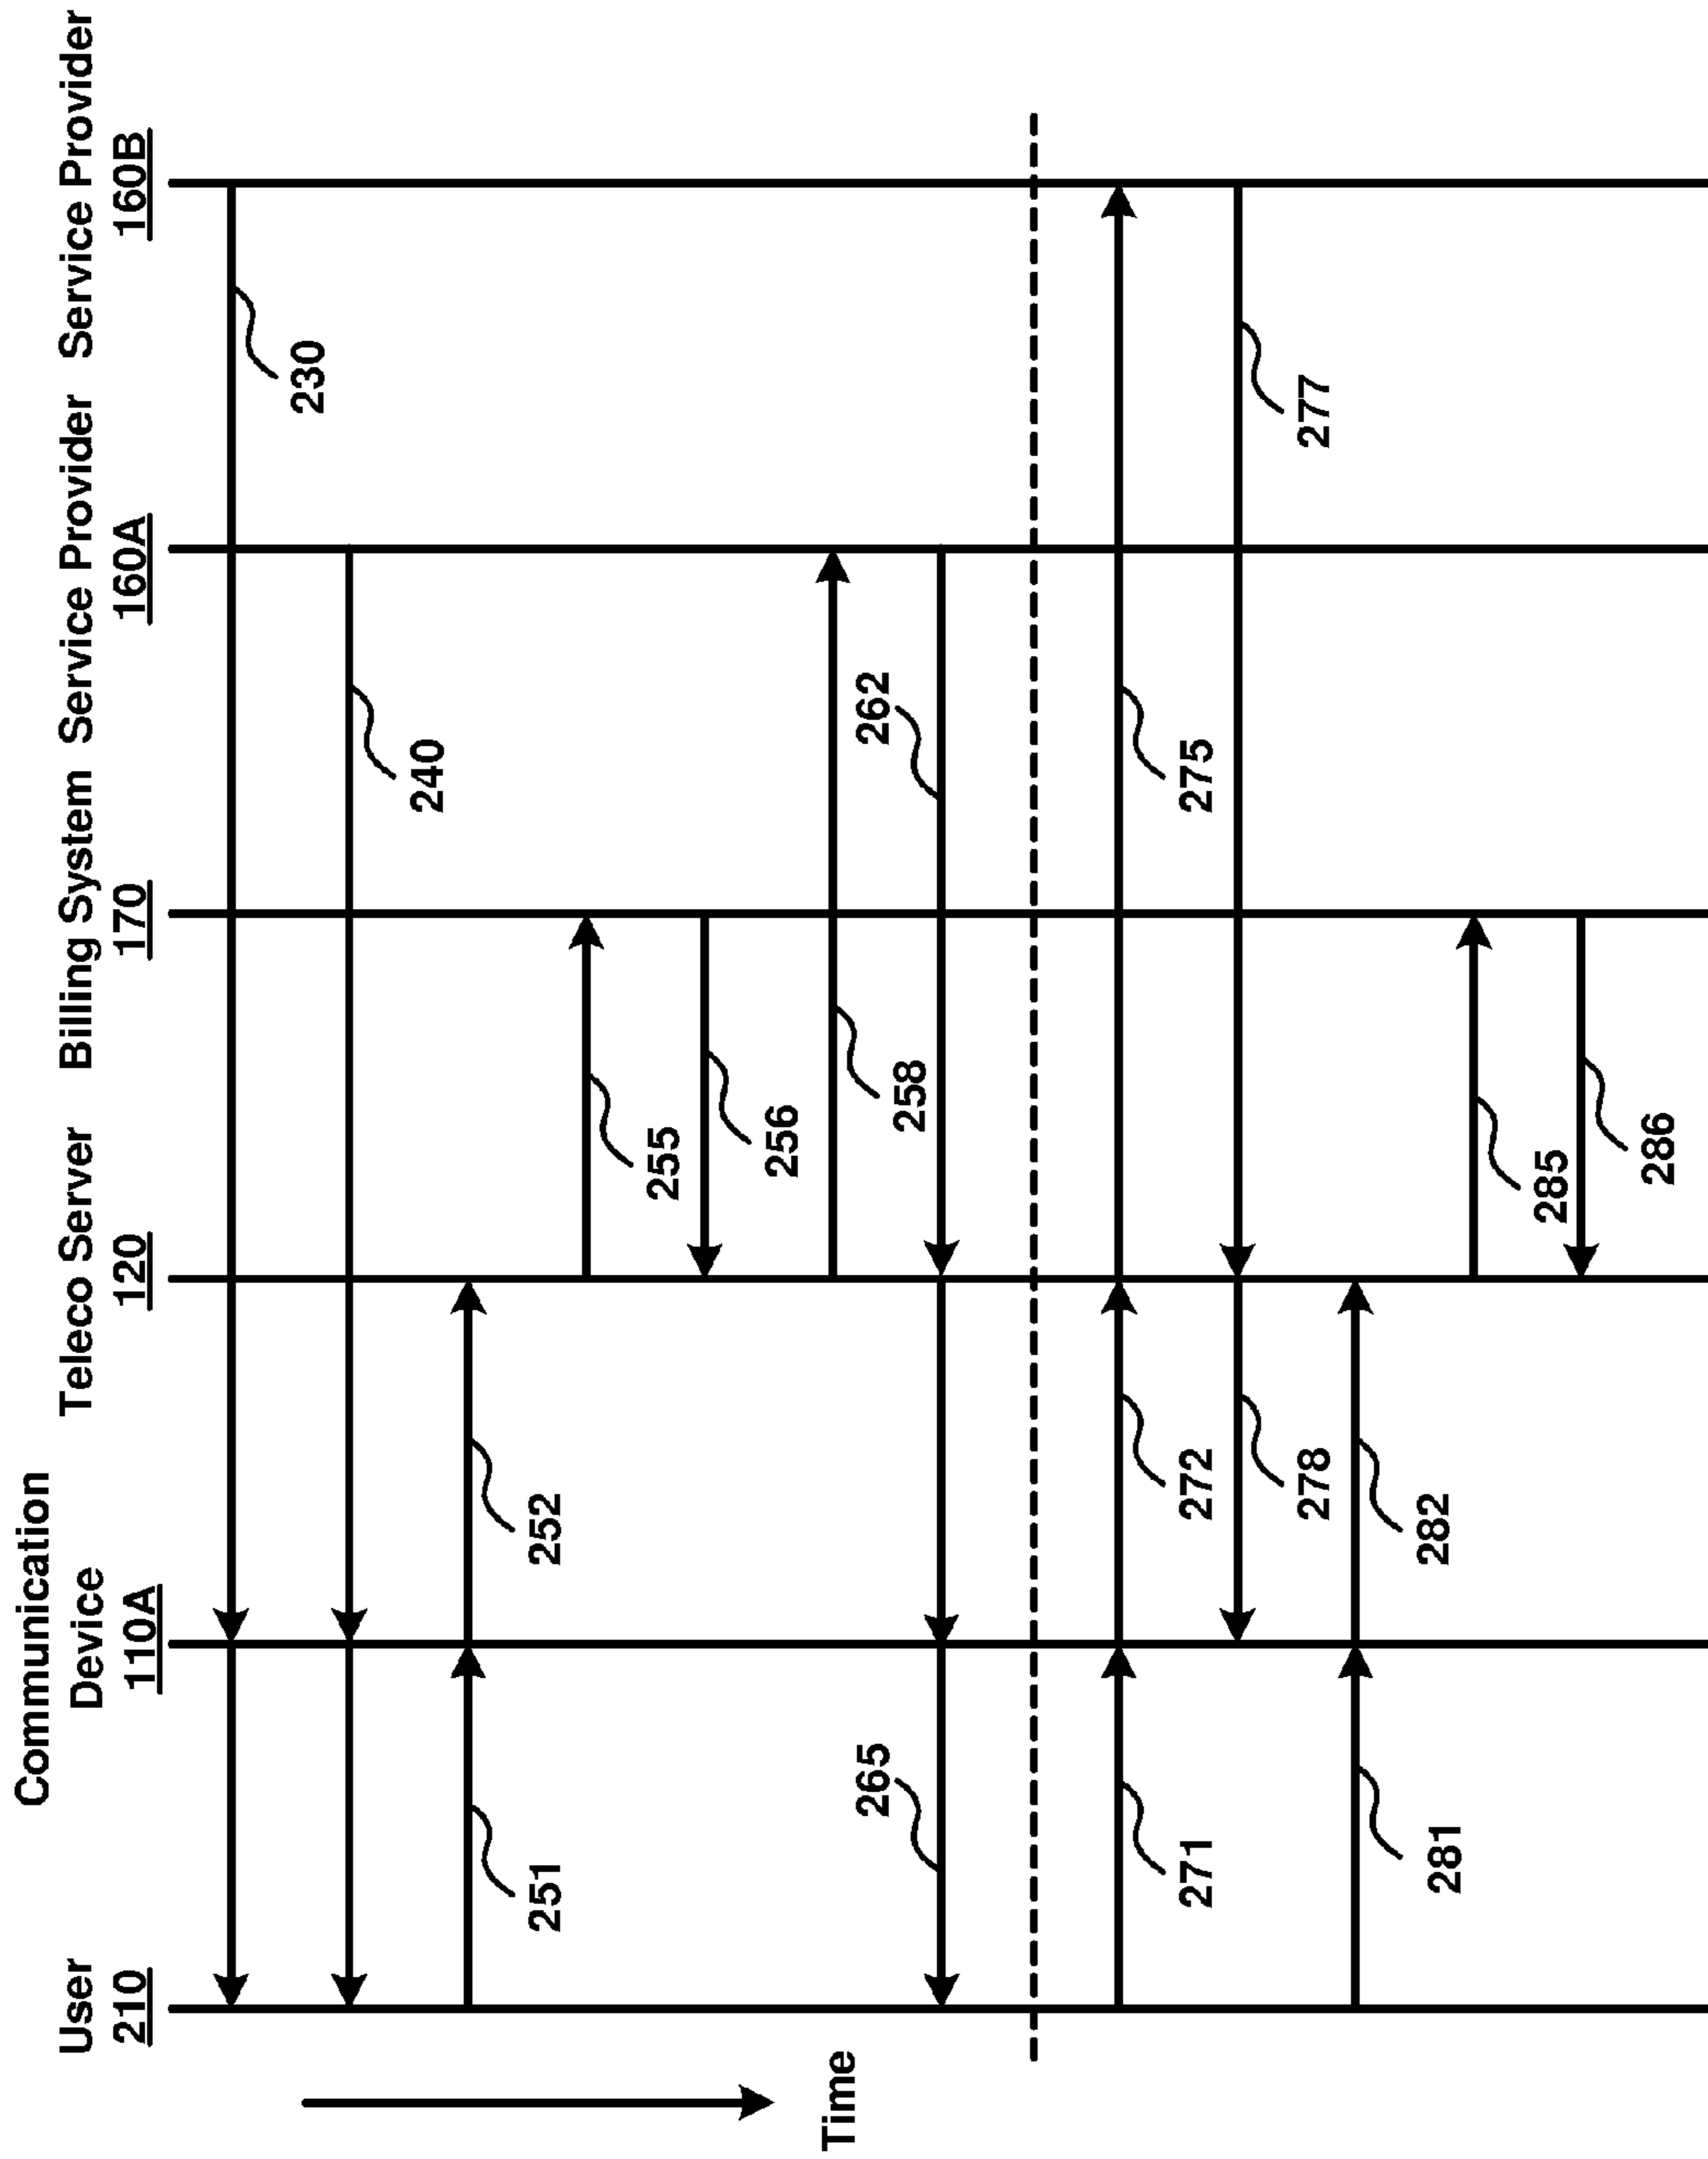 Communication
User Device Teleco Server Billing System Service Provider Service Provider
210 110A 120 170 160A 160B
230
240
251 252
255
256
258
265 262
Time
271 272 275
278 277
281 282
285
286